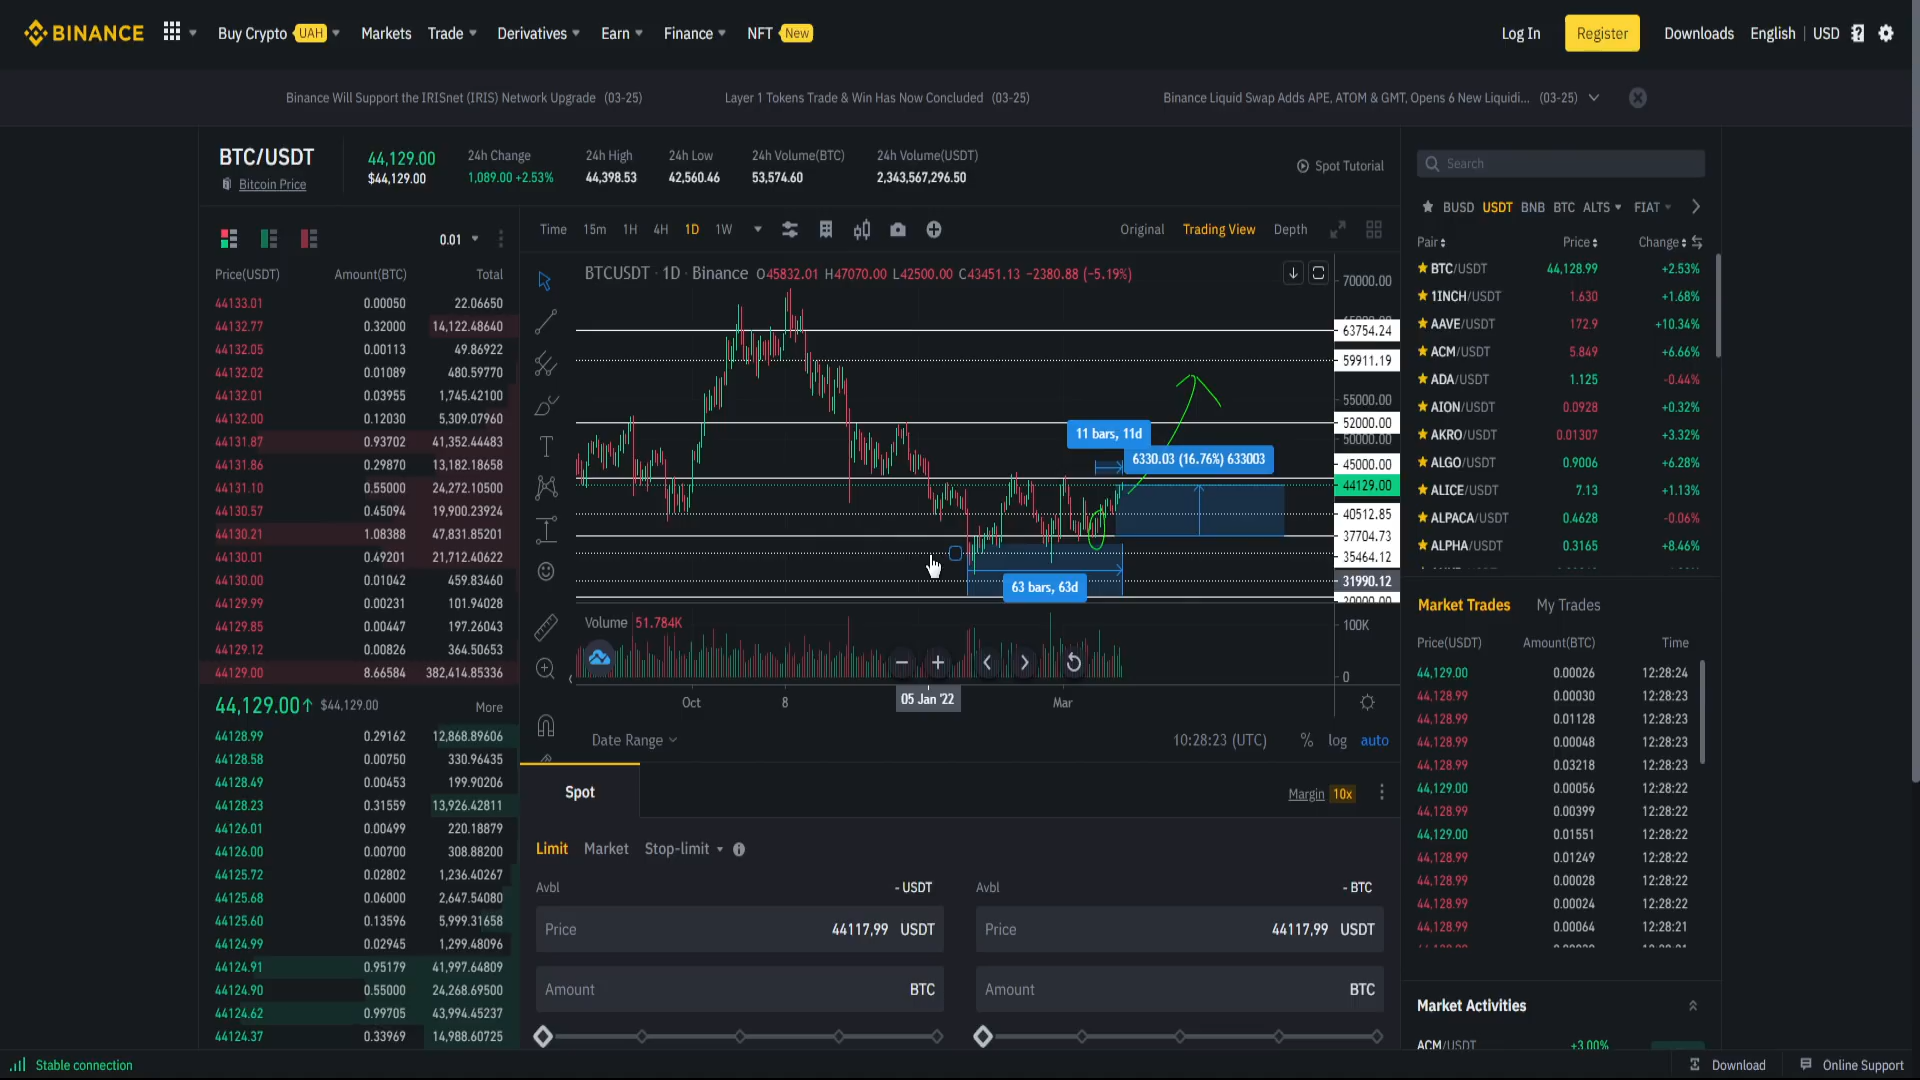 BINANCE
Buy Crypto UAH Markets Trade Derivatives Earn Finance NFT New
Log In Register Downloads English USD
Binance Will Support the IRISnet (IRIS) Network Upgrade (03-25)
Layer 1 Tokens Trade & Win Has Now Concluded (03-25)
Binance Liquid Swap Adds APE, ATOM & GMT, Opens 6 New Liquidi... (03-25)
BTC/USDT
Bitcoin Price
44,129.00
$44,129.00
24h Change
1,089.00 +2.53%
24h High
44,398.53
24h Low
42,560.46
24h Volume(BTC)
53,574.60
24h Volume(USDT)
2,343,567,296.50
Spot Tutorial
0.01
Price(USDT) Amount(BTC) Total
44133.01 0.00050 22.06650
44132.77 0.32000 14,122.48640
44132.05 0.00113 49.86922
44132.02 0.01089 480.59770
44132.01 0.03955 1,745.42100
44132.00 0.12030 5,309.07960
44131.87 0.93702 41,352.44483
44131.86 0.29870 13,182.18658
44131.10 0.55000 24,272.10500
44130.57 0.45094 19,900.23924
44130.21 1.08388 47,831.85201
44130.01 0.49201 21,712.40622
44130.00 0.01042 459.83460
44129.99 0.00231 101.94028
44129.85 0.00447 197.26043
44129.12 0.00826 364.50653
44129.00 8.66584 382,414.85336
44,129.00↑ $44,129.00 More
44128.99 0.29162 12,868.89606
44128.58 0.00750 330.96435
44128.49 0.00453 199.90206
44128.23 0.31559 13,926.42811
44126.01 0.00499 220.18879
44126.00 0.00700 308.88200
44125.72 0.02802 1,236.40267
44125.68 0.06000 2,647.54080
44125.60 0.13596 5,999.31658
44124.99 0.02945 1,299.48096
44124.91 0.95179 41,997.64809
44124.90 0.55000 24,268.69500
44124.62 0.99705 43,994.45237
44124.37 0.33969 14,988.60725
Time 15m 1H 4H 1D 1W
Original Trading View Depth
BTCUSDT · 1D · Binance O45832.01 H47070.00 L42500.00 C43451.13 −2380.88 (−5.19%)
70000.00
63754.24
59911.19
55000.00
52000.00
50000.00
45000.00
44129.00
40512.85
37704.73
35464.12
31990.12
11 bars, 11d
6330.03 (16.76%) 633003
63 bars, 63d
Volume 51.784K
100K
0
Oct 8 05 Jan '22 Mar
Date Range
10:28:23 (UTC) % log auto
Spot
Margin 10x
Limit Market Stop-limit
Avbl - USDT
Price 44117,99 USDT
Amount BTC
Avbl - BTC
Price 44117,99 USDT
Amount BTC
Search
BUSD USDT BNB BTC ALTS FIAT
Pair Price Change
BTC/USDT 44,128.99 +2.53%
1INCH/USDT 1.630 +1.68%
AAVE/USDT 172.9 +10.34%
ACM/USDT 5.849 +6.66%
ADA/USDT 1.125 -0.44%
AION/USDT 0.0928 +0.32%
AKRO/USDT 0.01307 +3.32%
ALGO/USDT 0.9006 +6.28%
ALICE/USDT 7.13 +1.13%
ALPACA/USDT 0.4628 -0.06%
ALPHA/USDT 0.3165 +8.46%
Market Trades My Trades
Price(USDT) Amount(BTC) Time
44,129.00 0.00026 12:28:24
44,128.99 0.00030 12:28:23
44,128.99 0.01128 12:28:23
44,128.99 0.00048 12:28:23
44,128.99 0.03218 12:28:23
44,129.00 0.00056 12:28:22
44,128.99 0.00399 12:28:22
44,129.00 0.01551 12:28:22
44,128.99 0.01249 12:28:22
44,128.99 0.00028 12:28:22
44,128.99 0.00024 12:28:22
44,128.99 0.00064 12:28:21
Market Activities
ACM/USDT +3.00%
Stable connection
Download Online Support